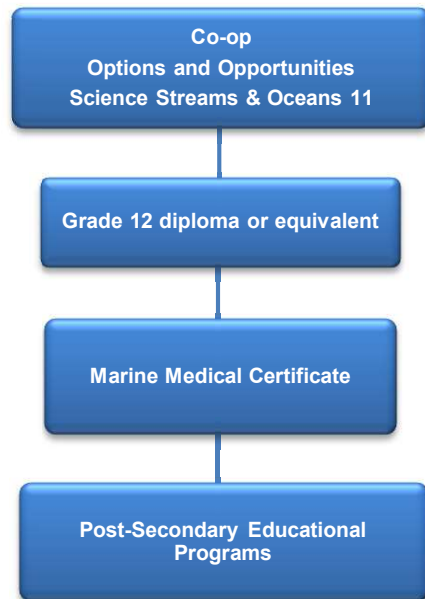 Co-op
Options and Opportunities
Science Streams & Oceans 11
Grade 12 diploma or equivalent
Marine Medical Certificate
Post-Secondary Educational
Programs